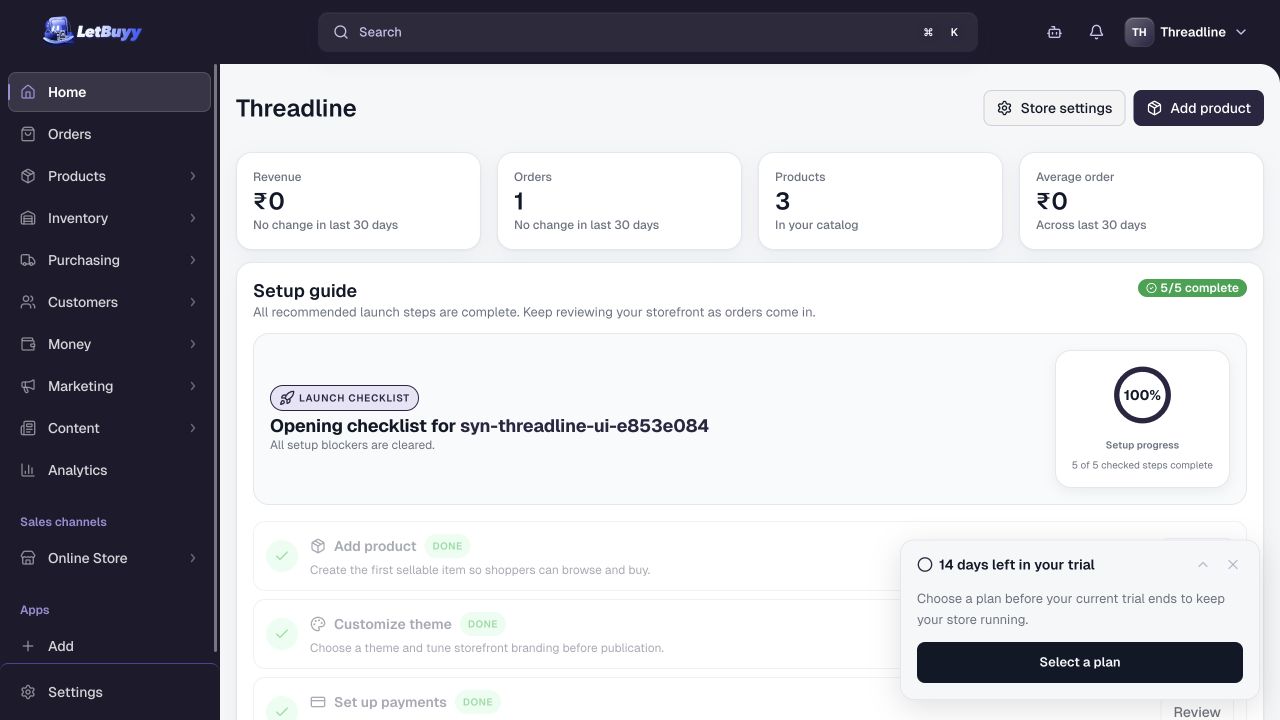 LetBuyy
Search
⌘ K
TH Threadline
Home
Orders
Products
Inventory
Purchasing
Customers
Money
Marketing
Content
Analytics
Sales channels
Online Store
Apps
Add
Settings
Threadline
Store settings
Add product
Revenue
₹0
No change in last 30 days
Orders
1
No change in last 30 days
Products
3
In your catalog
Average order
₹0
Across last 30 days
Setup guide
5/5 complete
All recommended launch steps are complete. Keep reviewing your storefront as orders come in.
LAUNCH CHECKLIST
Opening checklist for syn-threadline-ui-e853e084
All setup blockers are cleared.
100%
Setup progress
5 of 5 checked steps complete
Add product DONE
Create the first sellable item so shoppers can browse and buy.
Customize theme DONE
Choose a theme and tune storefront branding before publication.
Set up payments DONE
Review
14 days left in your trial
Choose a plan before your current trial ends to keep
your store running.
Select a plan